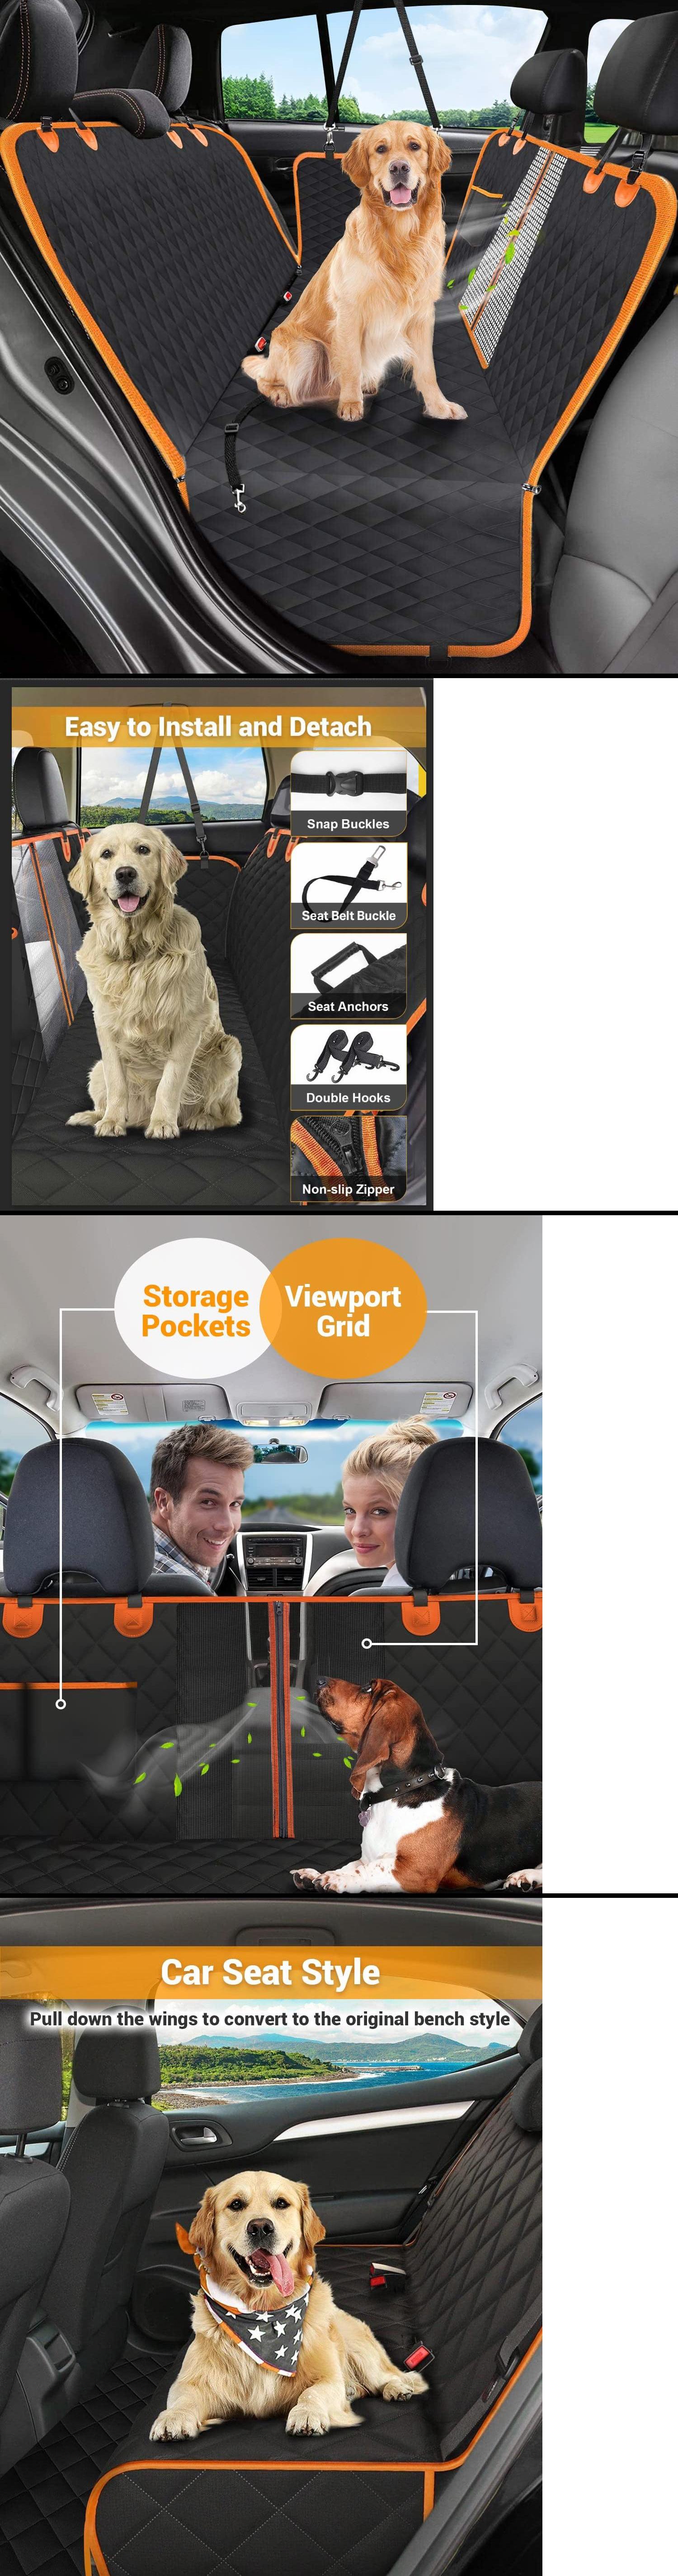 Easy to Install and Detach
Snap Buckles
Seat Belt Buckle
Seat Anchors
Double Hooks
Non-slip Zipper
Storage
Pockets
Viewport
Grid
Car Seat Style
Pull down the wings to convert to the original bench style